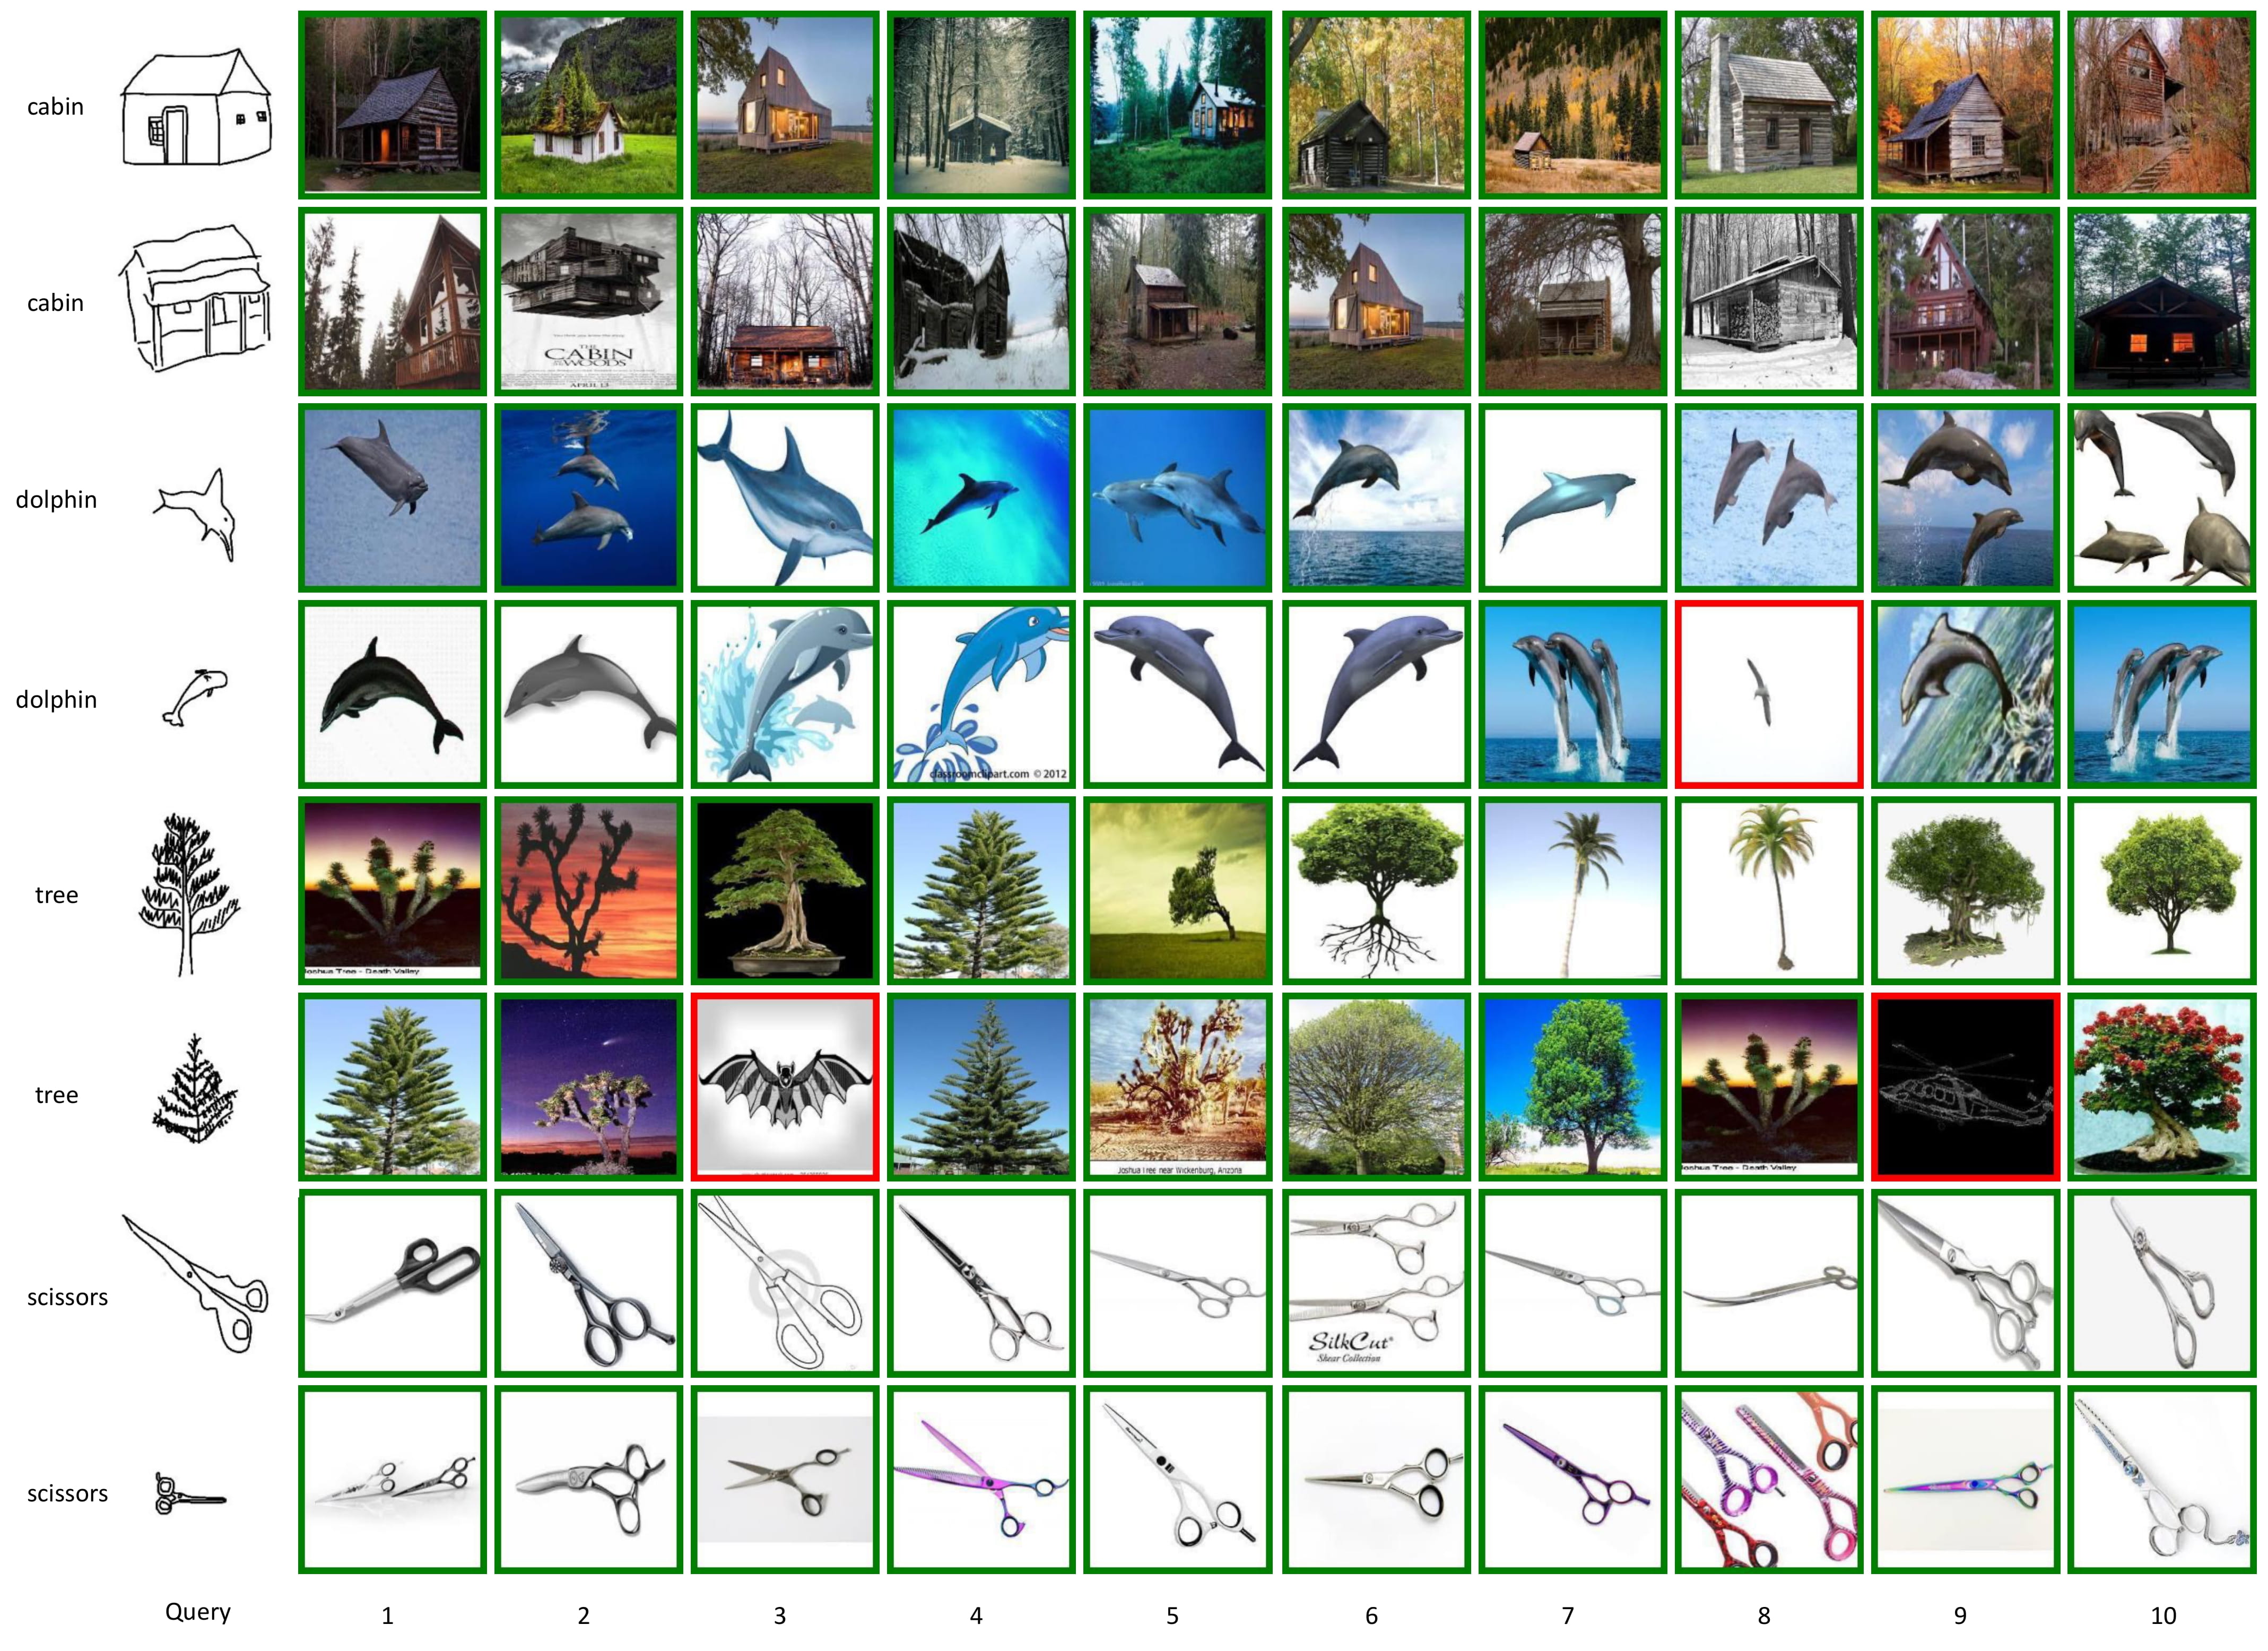 cabin
cabin
THE
CABIN
IN THE
WOODS
APRIL 13
dolphin
dolphin
classroomclipart.com © 2012
tree
Joshua Tree - Death Valley
tree
Joshua Tree near Wickenburg, Arizona
Joshua Tree - Death Valley
scissors
SilkCut®
Shear Collection
scissors
Query 1 2 3 4 5 6 7 8 9 10